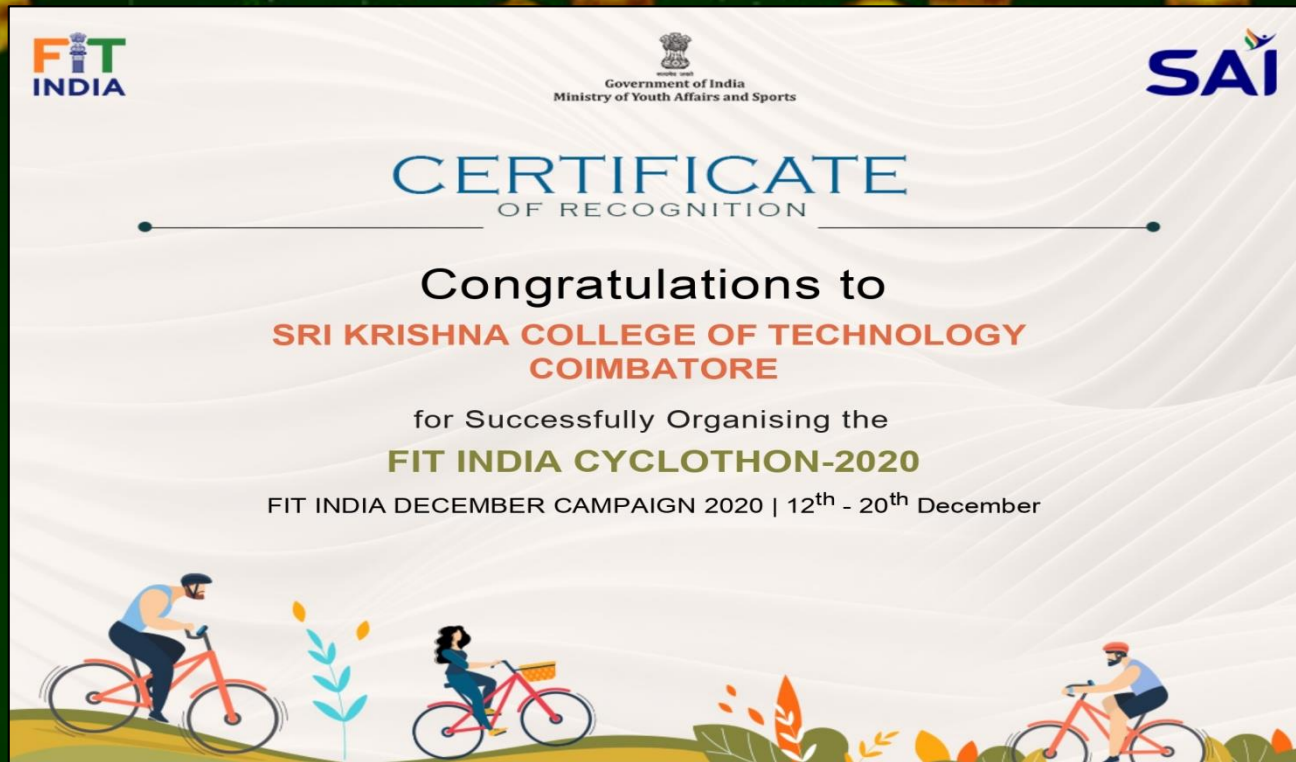 FIT
INDIA
Government of India
Ministry of Youth Affairs and Sports
SAI
CERTIFICATE
OF RECOGNITION
Congratulations to
SRI KRISHNA COLLEGE OF TECHNOLOGY
COIMBATORE
for Successfully Organising the
FIT INDIA CYCLOTHON-2020
FIT INDIA DECEMBER CAMPAIGN 2020 | 12th - 20th December